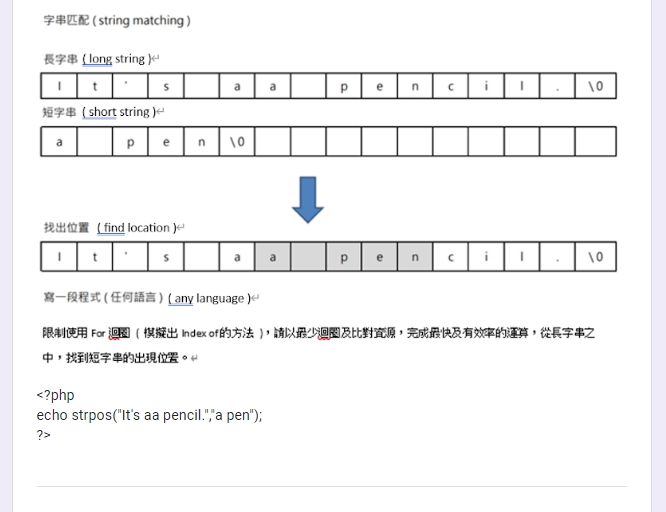 字串匹配 ( string matching )
長字串 ( long string )↵
I t ' s a a p e n c i l . \0
短字串 ( short string )↵
a p e n \0
找出位置 ( find location )↵
I t ' s a a p e n c i l . \0
寫一段程式 ( 任何語言 ) ( any language )↵
限制使用 For 迴圈 ( 模擬出 Index of的方法 )，請以最少迴圈及比對資源，完成最快及有效率的運算，從長字串之
中，找到短字串的出現位置。↵
<?php
echo strpos("It's aa pencil.","a pen");
?>